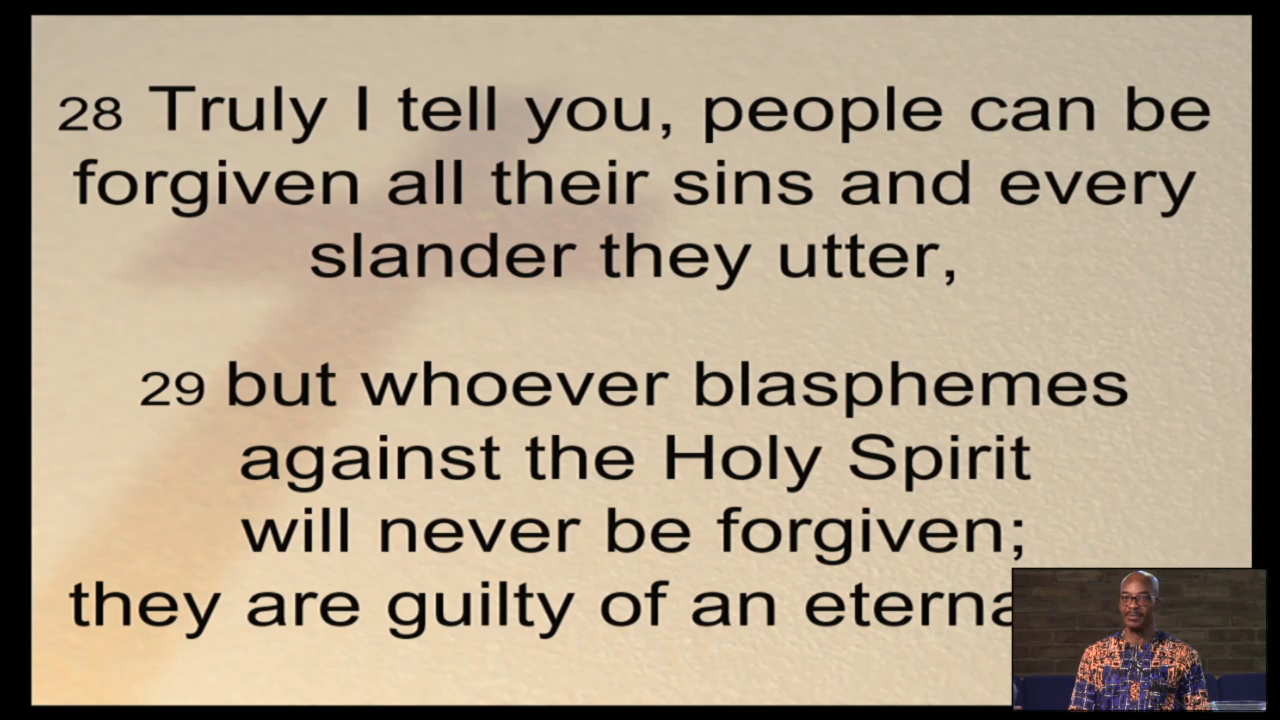 28 Truly I tell you, people can be
forgiven all their sins and every
slander they utter,
29 but whoever blasphemes
against the Holy Spirit
will never be forgiven;
they are guilty of an eterna